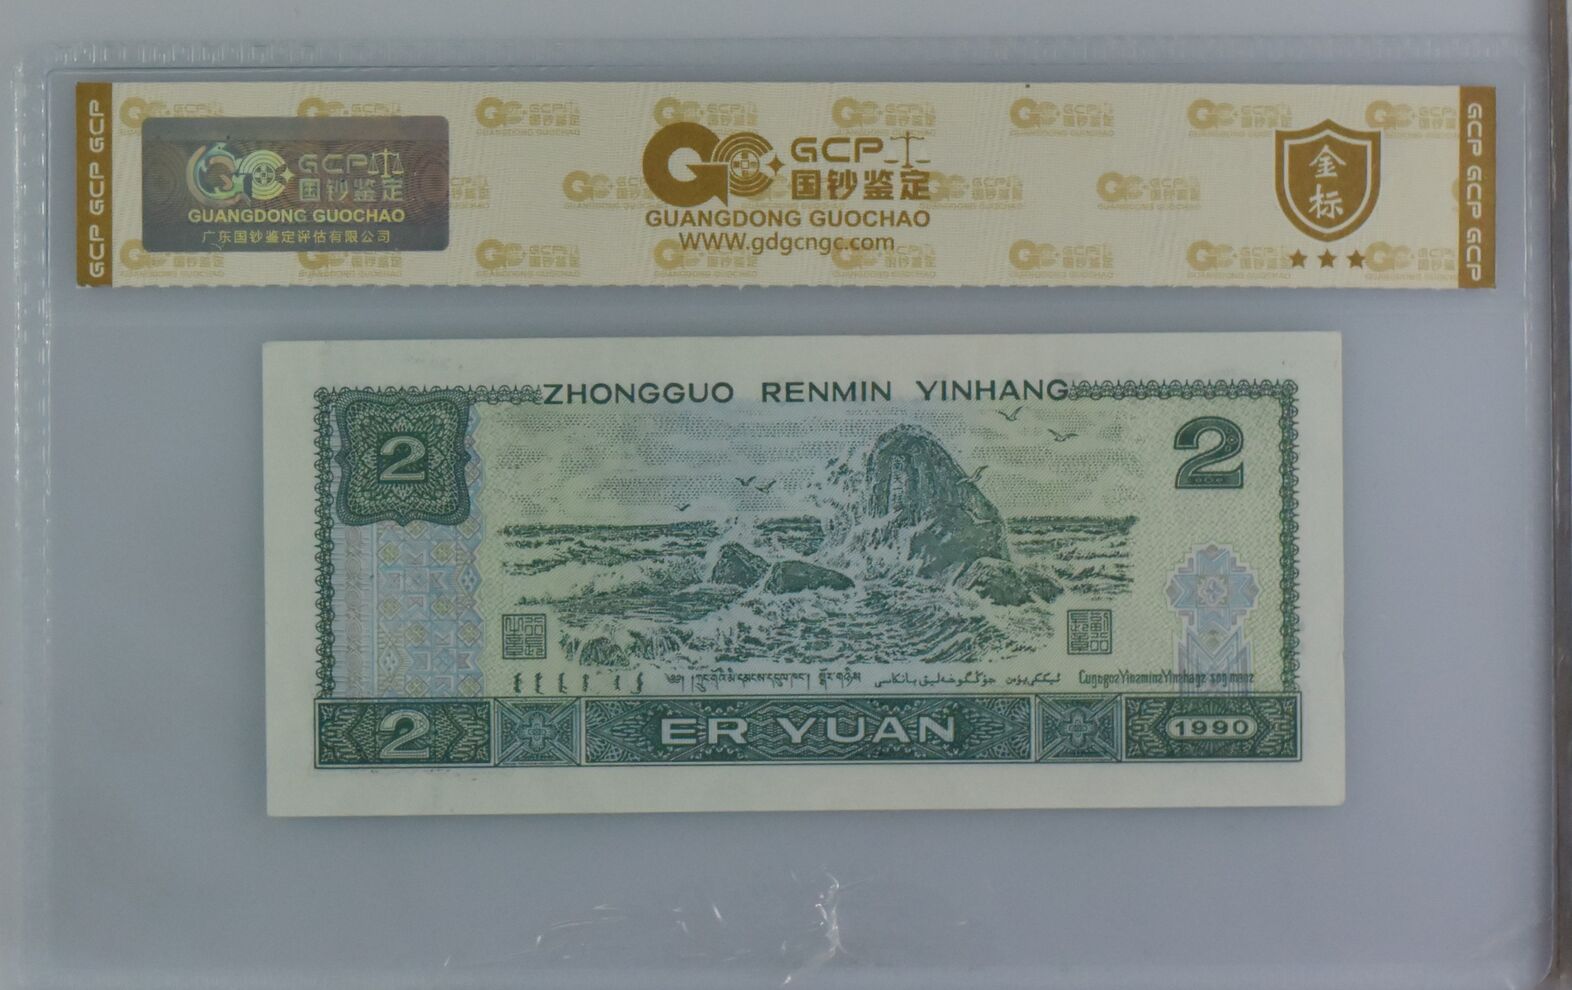 GCP GCP GCP
GCP
国钞鉴定
GUANGDONG GUOCHAO
广东国钞鉴定评估有限公司
GCP
国钞鉴定
GUANGDONG GUOCHAO
WWW.gdgcngc.com
金标
GCP GCP GCP
ZHONGGUO RENMIN YINHANG
2
2
2
ER YUAN
1990